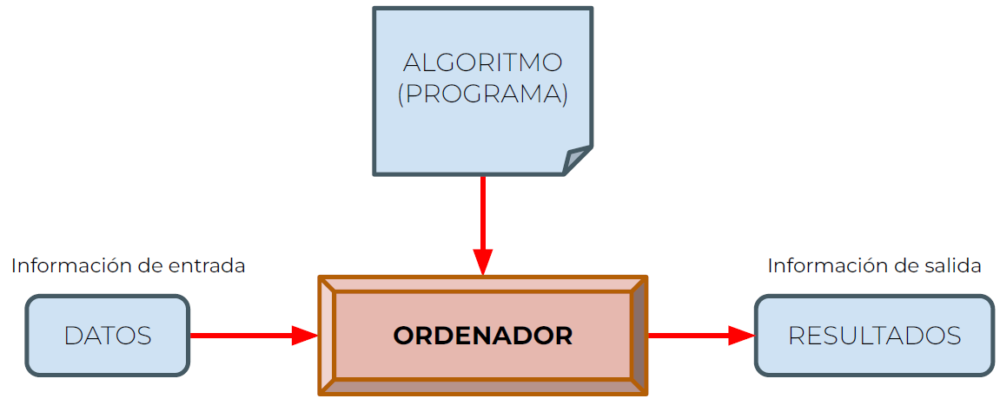 ALGORITMO
(PROGRAMA)
Información de entrada
Información de salida
DATOS
ORDENADOR
RESULTADOS